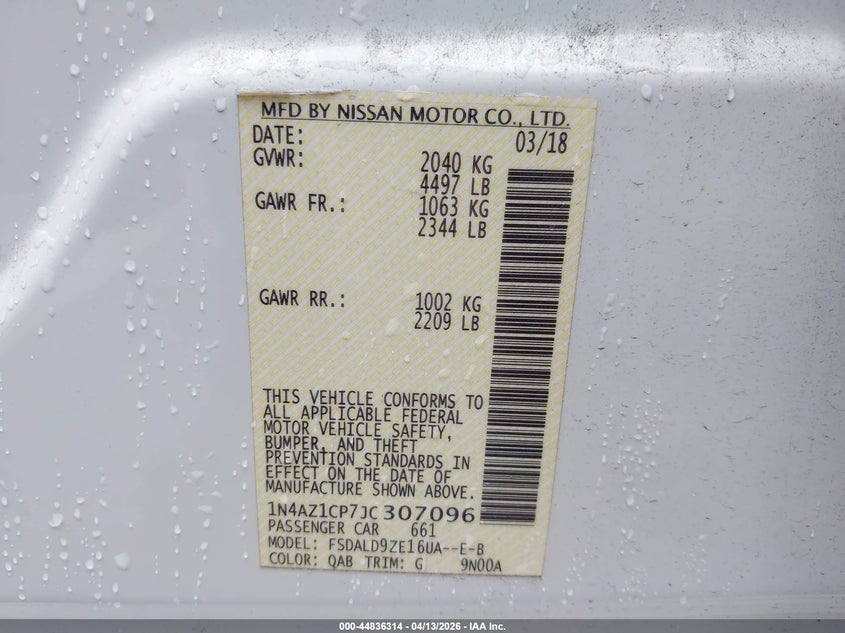 MFD BY NISSAN MOTOR CO., LTD.
DATE: 03/18
GVWR: 2040 KG
4497 LB
GAWR FR.: 1063 KG
2344 LB
GAWR RR.: 1002 KG
2209 LB
THIS VEHICLE CONFORMS TO
ALL APPLICABLE FEDERAL
MOTOR VEHICLE SAFETY,
BUMPER, AND THEFT
PREVENTION STANDARDS IN
EFFECT ON THE DATE OF
MANUFACTURE SHOWN ABOVE.
1N4AZ1CP7JC307096
PASSENGER CAR 661
MODEL: FSDALD9ZE16UA--E-B
COLOR: QAB TRIM: G 9N00A
000-44836314 - 04/13/2026 - IAA Inc.